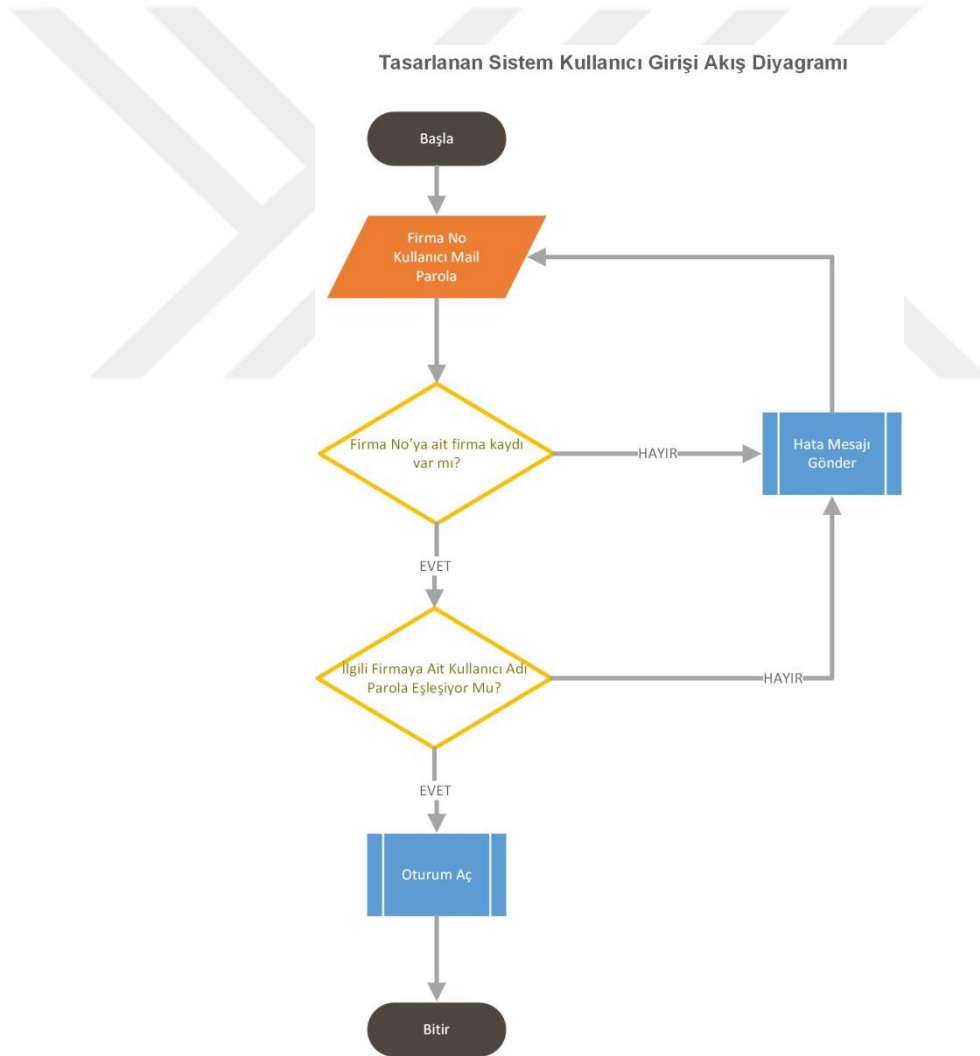 Tasarlanan Sistem Kullanıcı Girişi Akış Diyagramı
Başla
Firma No
Kullanıcı Mail
Parola
Firma No’ya ait firma kaydı
var mı?
HAYIR
Hata Mesajı
Gönder
EVET
İlgili Firmaya Ait Kullanıcı Adı
Parola Eşleşiyor Mu?
HAYIR
EVET
Oturum Aç
Bitir